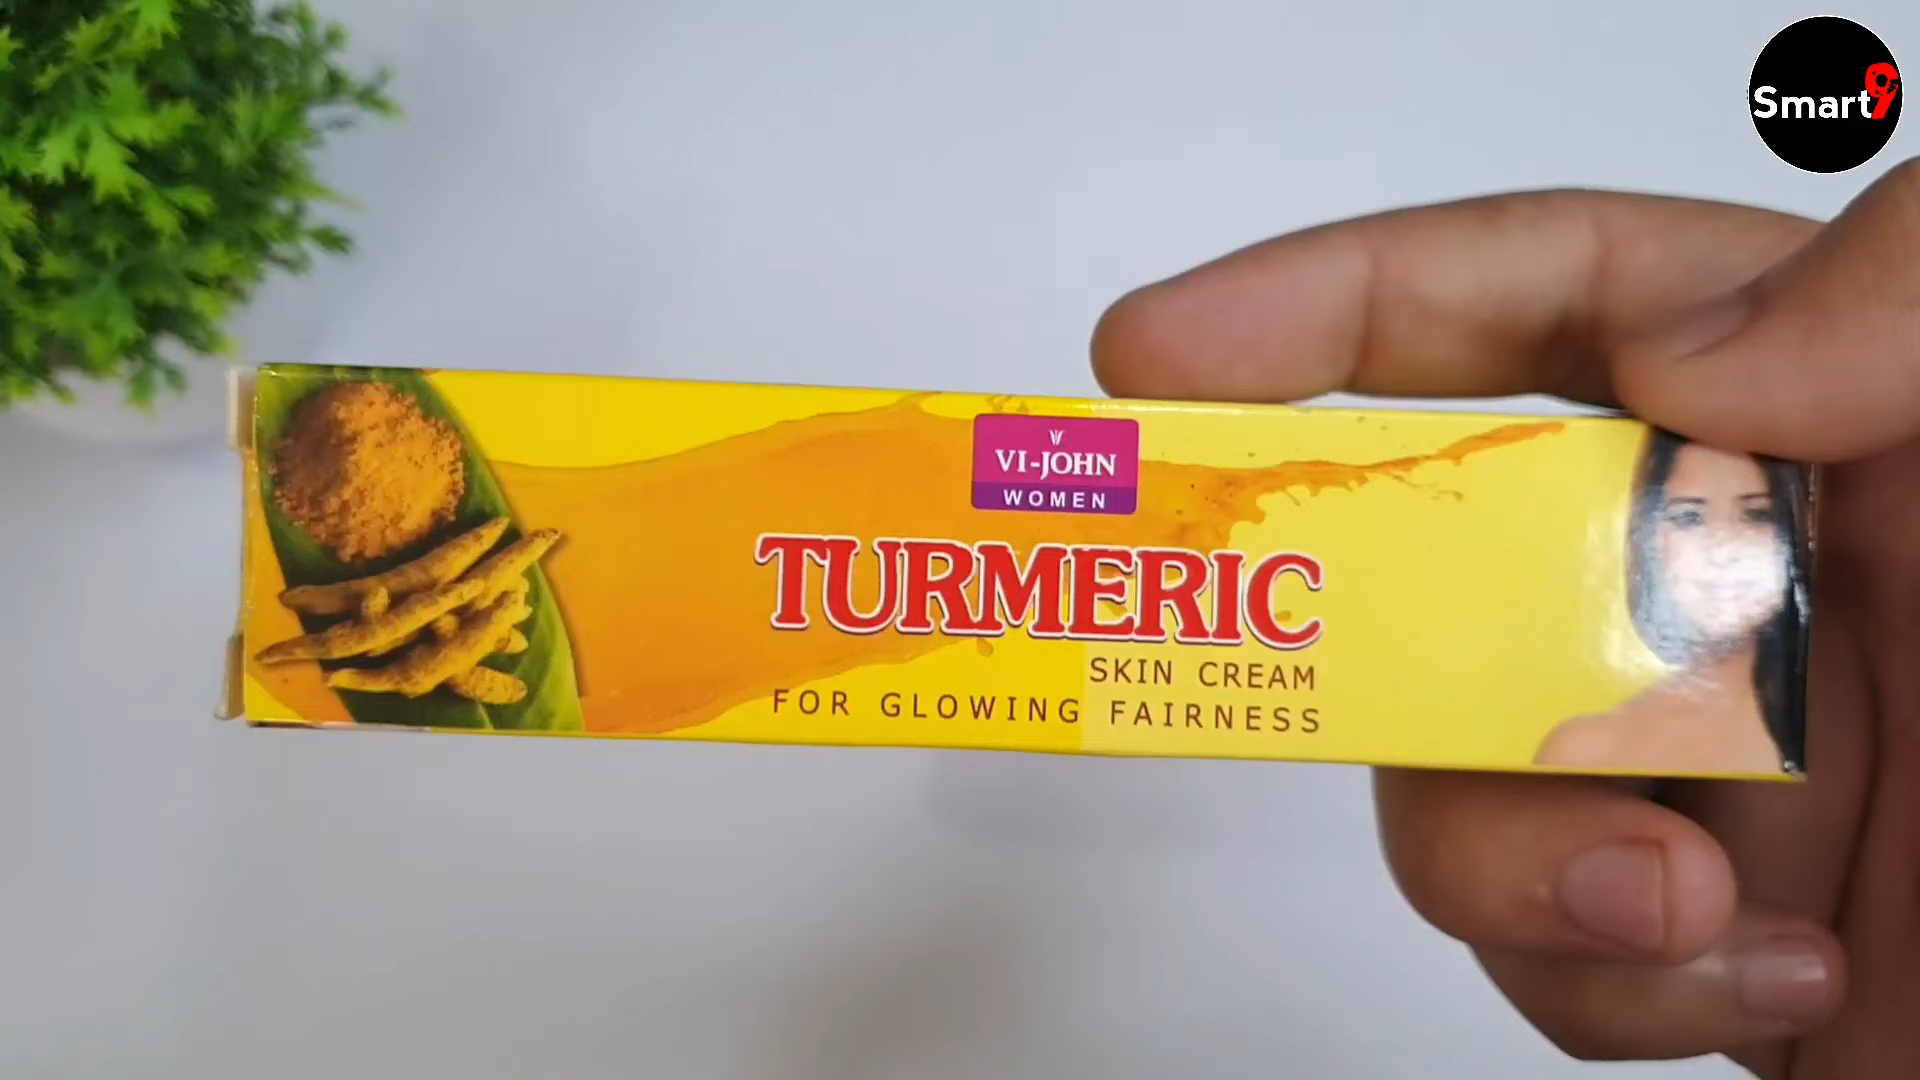 Smart9
VI-JOHN
WOMEN
TURMERIC
SKIN CREAM
FOR GLOWING FAIRNESS